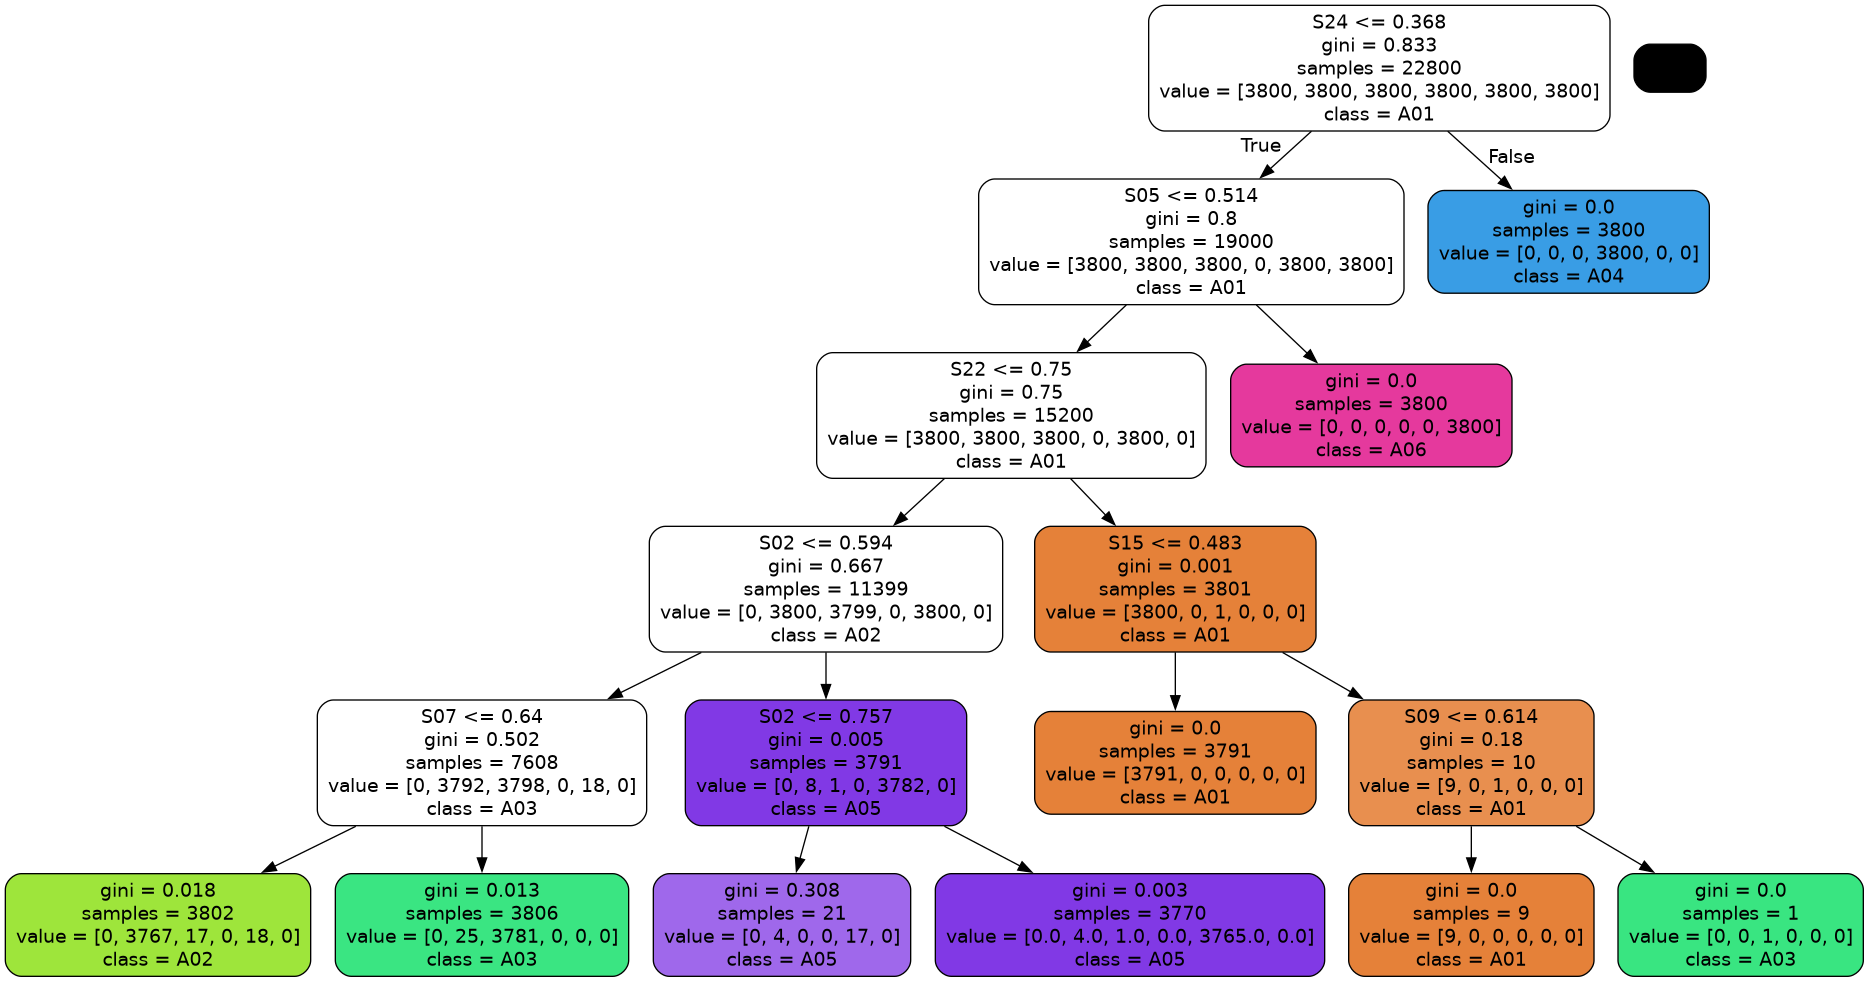 S24 <= 0.368
gini = 0.833
samples = 22800
value = [3800, 3800, 3800, 3800, 3800, 3800]
class = A01
True
False
S05 <= 0.514
gini = 0.8
samples = 19000
value = [3800, 3800, 3800, 0, 3800, 3800]
class = A01
gini = 0.0
samples = 3800
value = [0, 0, 0, 3800, 0, 0]
class = A04
S22 <= 0.75
gini = 0.75
samples = 15200
value = [3800, 3800, 3800, 0, 3800, 0]
class = A01
gini = 0.0
samples = 3800
value = [0, 0, 0, 0, 0, 3800]
class = A06
S02 <= 0.594
gini = 0.667
samples = 11399
value = [0, 3800, 3799, 0, 3800, 0]
class = A02
S15 <= 0.483
gini = 0.001
samples = 3801
value = [3800, 0, 1, 0, 0, 0]
class = A01
S07 <= 0.64
gini = 0.502
samples = 7608
value = [0, 3792, 3798, 0, 18, 0]
class = A03
S02 <= 0.757
gini = 0.005
samples = 3791
value = [0, 8, 1, 0, 3782, 0]
class = A05
gini = 0.0
samples = 3791
value = [3791, 0, 0, 0, 0, 0]
class = A01
S09 <= 0.614
gini = 0.18
samples = 10
value = [9, 0, 1, 0, 0, 0]
class = A01
gini = 0.018
samples = 3802
value = [0, 3767, 17, 0, 18, 0]
class = A02
gini = 0.013
samples = 3806
value = [0, 25, 3781, 0, 0, 0]
class = A03
gini = 0.308
samples = 21
value = [0, 4, 0, 0, 17, 0]
class = A05
gini = 0.003
samples = 3770
value = [0.0, 4.0, 1.0, 0.0, 3765.0, 0.0]
class = A05
gini = 0.0
samples = 9
value = [9, 0, 0, 0, 0, 0]
class = A01
gini = 0.0
samples = 1
value = [0, 0, 1, 0, 0, 0]
class = A03